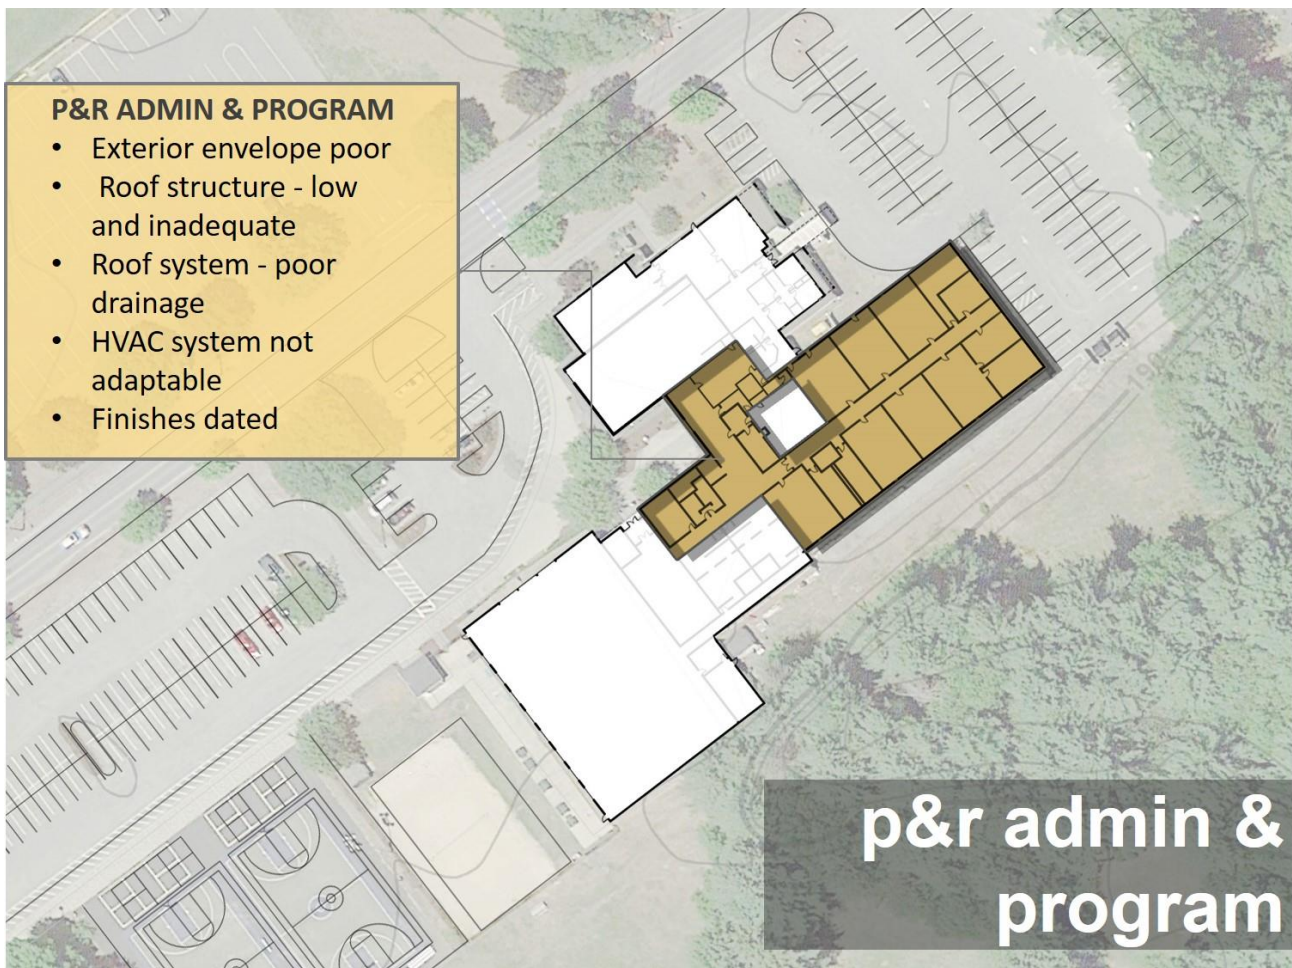 P&R ADMIN & PROGRAM
• Exterior envelope poor
• Roof structure - low
and inadequate
• Roof system - poor
drainage
• HVAC system not
adaptable
• Finishes dated
p&r admin &
program